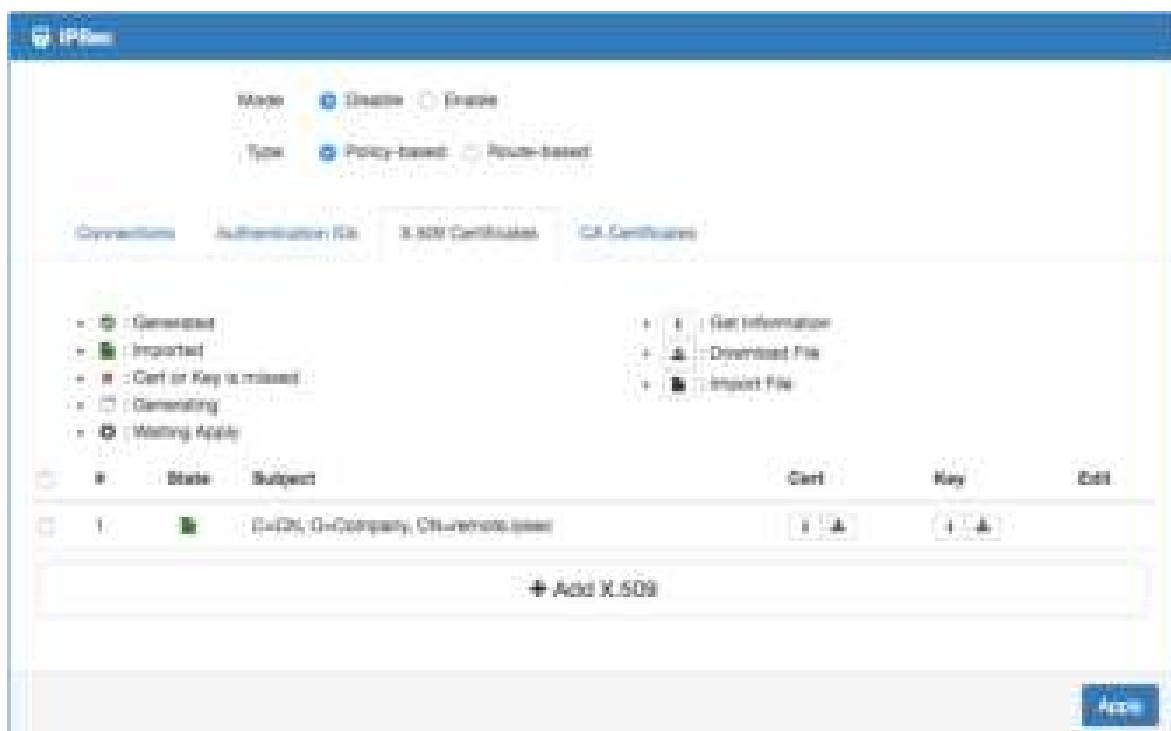 IPSec
Mode Disable Enable
Type Policy-based Route-based
Connections Authentication IDs X.509 Certificates CA Certificates
: Generated
: Imported
: Cert or Key is missed
: Generating
: Waiting Apply
: Get Information
: Download File
: Import File
# State Subject Cert Key Edit
1 C=CN, O=Company, CN=remote.ipsec
+ Add X.509
Apply